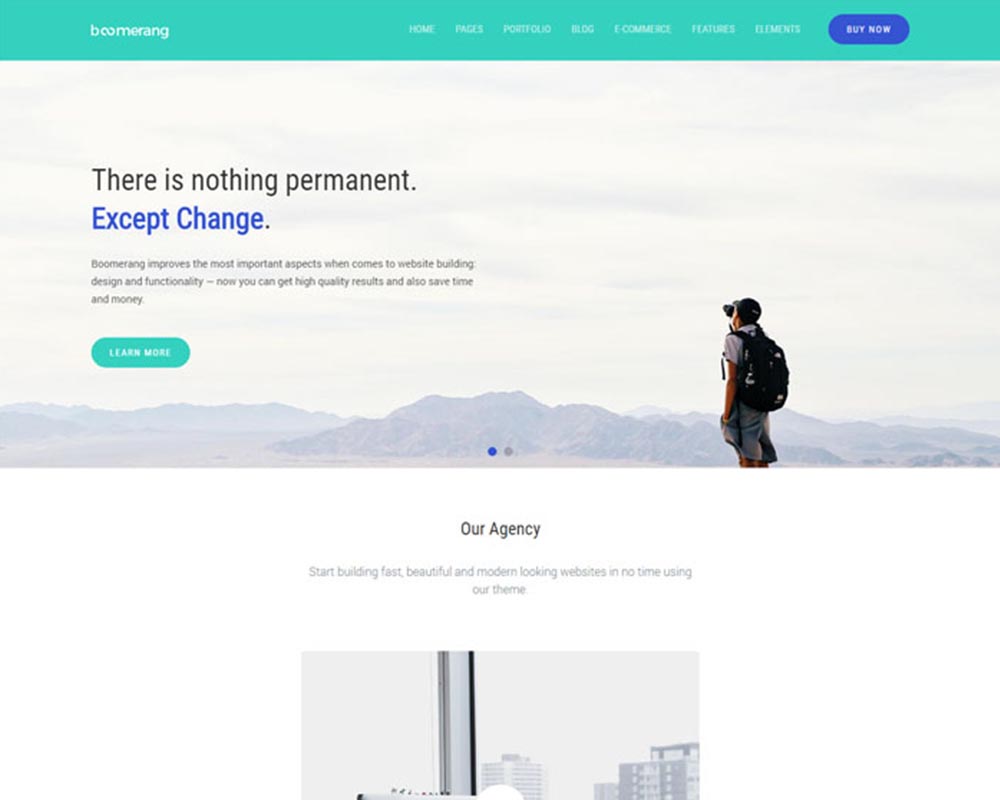 boomerang
HOME PAGES PORTFOLIO BLOG E-COMMERCE FEATURES ELEMENTS BUY NOW
There is nothing permanent.
Except Change.
Boomerang improves the most important aspects when comes to website building:
design and functionality — now you can get high quality results and also save time
and money.
LEARN MORE
Our Agency
Start building fast, beautiful and modern looking websites in no time using
our theme.